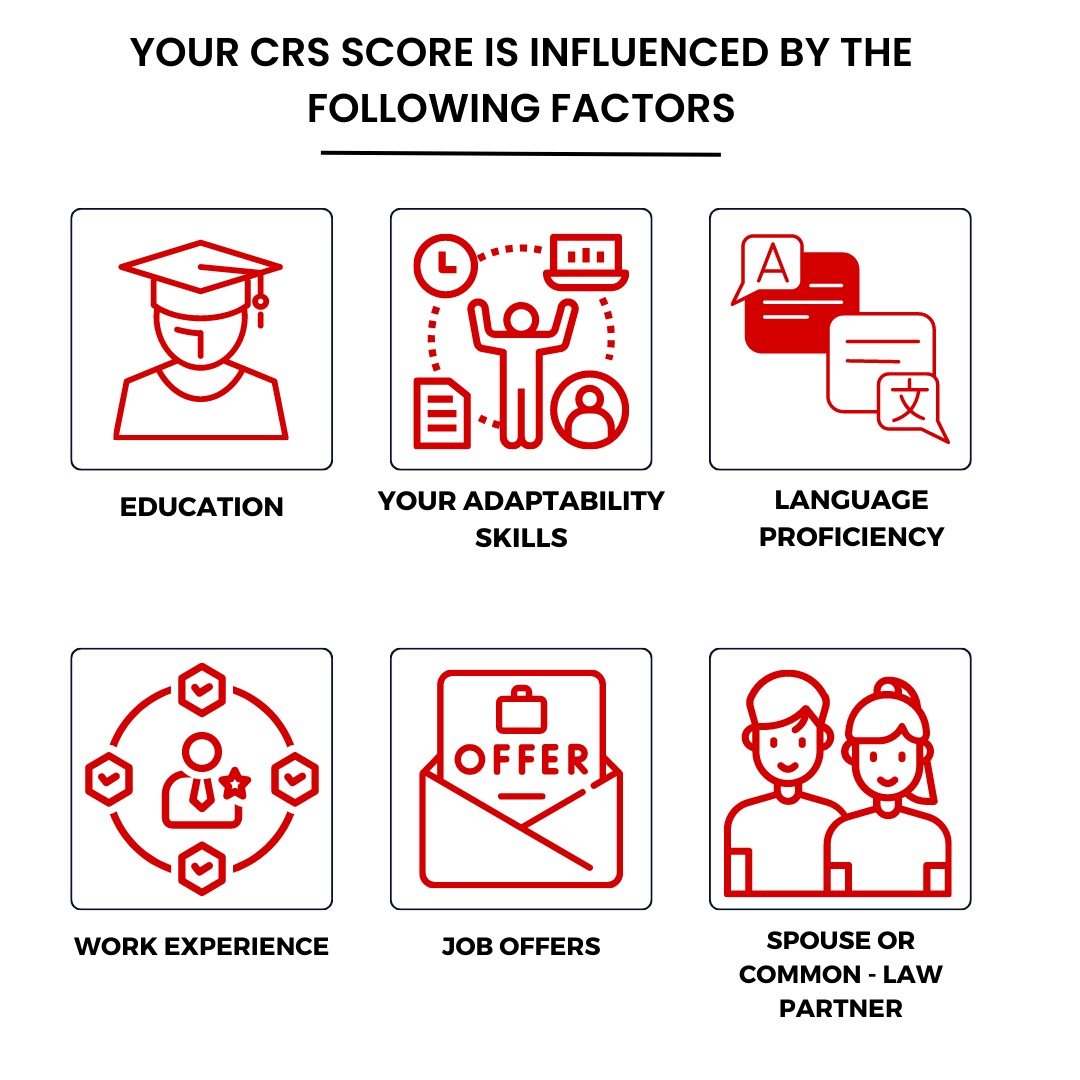 YOUR CRS SCORE IS INFLUENCED BY THE
FOLLOWING FACTORS
A
文
EDUCATION
YOUR ADAPTABILITY
SKILLS
LANGUAGE
PROFICIENCY
OFFER
WORK EXPERIENCE
JOB OFFERS
SPOUSE OR
COMMON - LAW
PARTNER